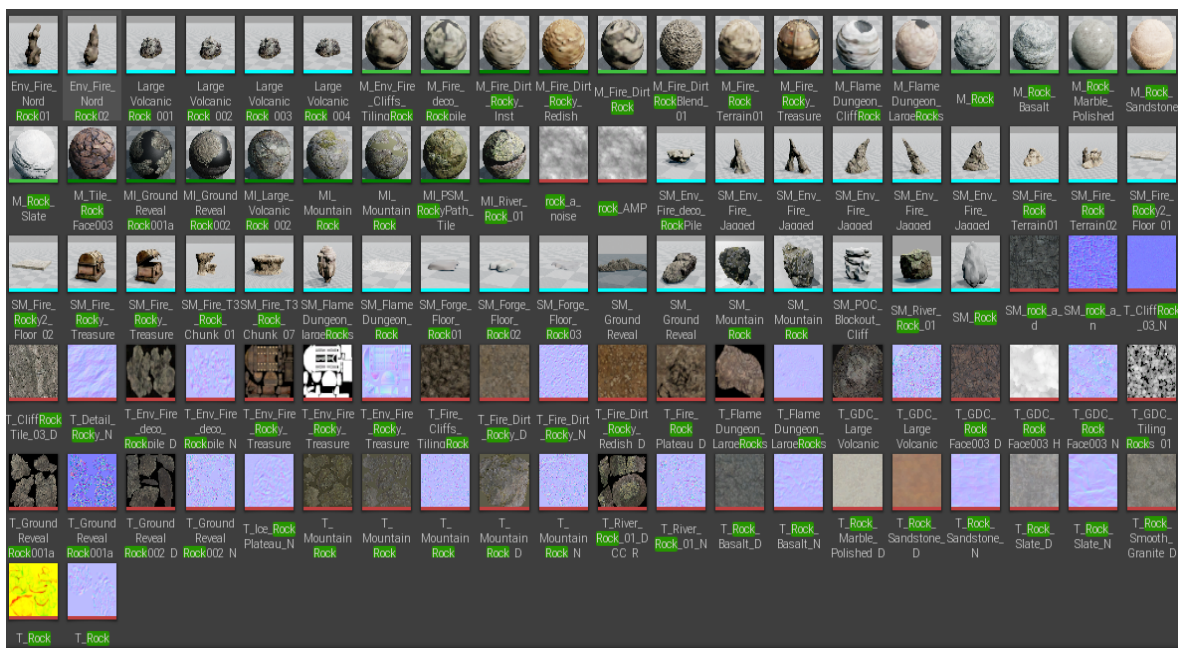 Env_Fire_
Nord
Rock01
Env_Fire_
Nord
Rock02
Large
Volcanic
Rock_001
Large
Volcanic
Rock_002
Large
Volcanic
Rock_003
Large
Volcanic
Rock_004
M_Env_Fire
_Cliffs_
TilingRock
M_Fire_
deco_
Rockpile
M_Fire_Dirt
_Rocky_
Inst
M_Fire_Dirt
_Rocky_
Redish
M_Fire_Dirt
Rock
M_Fire_Dirt
RockBlend_
01
M_Fire_
Rock
Terrain01
M_Fire_
Rocky_
Treasure
M_Flame
Dungeon_
CliffRock
M_Flame
Dungeon_
LargeRocks
M_Rock
M_Rock_
Basalt
M_Rock_
Marble_
Polished
M_Rock_
Sandstone
M_Rock_
Slate
M_Tile_
Rock
Face003
MI_Ground
Reveal
Rock001a
MI_Ground
Reveal
Rock002
MI_Large_
Volcanic
Rock_002
MI_
Mountain
Rock
MI_
Mountain
Rock
MI_PSM_
RockyPath_
Tile
MI_River_
Rock_01
rock_a_
noise
rock_AMP
SM_Env_
Fire_deco_
RockPile
SM_Env_
Fire_
Jagged
SM_Env_
Fire_
Jagged
SM_Env_
Fire_
Jagged
SM_Env_
Fire_
Jagged
SM_Env_
Fire_
Jagged
SM_Fire_
Rock
Terrain01
SM_Fire_
Rock
Terrain02
SM_Fire_
Rocky2_
Floor_01
SM_Fire_
Rocky2_
Floor_02
SM_Fire_
Rocky_
Treasure
SM_Fire_
Rocky_
Treasure
SM_Fire_T3
_Rock_
Chunk_01
SM_Fire_T3
_Rock_
Chunk_07
SM_Flame
Dungeon_
largeRocks
SM_Flame
Dungeon_
Rock
SM_Forge_
Floor_
Rock01
SM_Forge_
Floor_
Rock02
SM_Forge_
Floor_
Rock03
SM_
Ground
Reveal
SM_
Ground
Reveal
SM_
Mountain
Rock
SM_
Mountain
Rock
SM_POC_
Blockout_
Cliff
SM_River_
Rock_01
SM_Rock
SM_rock_a_
d
SM_rock_a_
n
T_CliffRock
_03_N
T_CliffRock
Tile_03_D
T_Detail_
Rocky_N
T_Env_Fire
_deco_
Rockpile_D
T_Env_Fire
_deco_
Rockpile_N
T_Env_Fire
_Rocky_
Treasure
T_Env_Fire
_Rocky_
Treasure
T_Env_Fire
_Rocky_
Treasure
T_Fire_
Cliffs_
TilingRock
T_Fire_Dirt
_Rocky_D
T_Fire_Dirt
_Rocky_N
T_Fire_Dirt
_Rocky_
Redish_D
T_Fire_
Rock_
Plateau_D
T_Flame
Dungeon_
LargeRocks
T_Flame
Dungeon_
LargeRocks
T_GDC_
Large
Volcanic
T_GDC_
Large
Volcanic
T_GDC_
Rock
Face003_D
T_GDC_
Rock
Face003_H
T_GDC_
Rock
Face003_N
T_GDC_
Tiling
Rocks_01
T_Ground
Reveal
Rock001a
T_Ground
Reveal
Rock001a
T_Ground
Reveal
Rock002_D
T_Ground
Reveal
Rock002_N
T_Ice_Rock
Plateau_N
T_
Mountain
Rock
T_
Mountain
Rock
T_
Mountain
Rock
T_
Mountain
Rock_D
T_
Mountain
Rock_N
T_River_
Rock_01_D
CC_R
T_River_
Rock_01_N
T_Rock_
Basalt_D
T_Rock_
Basalt_N
T_Rock_
Marble_
Polished_D
T_Rock_
Sandstone_
D
T_Rock_
Sandstone_
N
T_Rock_
Slate_D
T_Rock_
Slate_N
T_Rock_
Smooth_
Granite_D
T_Rock
T_Rock